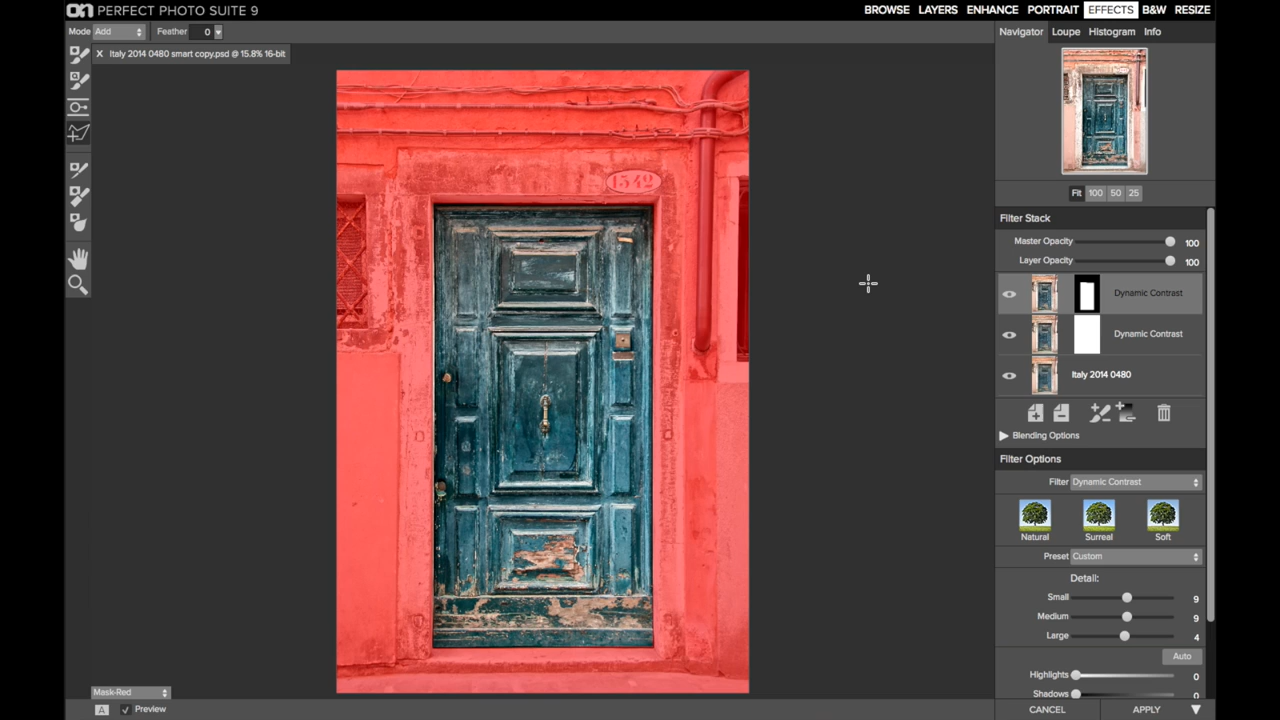 on PERFECT PHOTO SUITE 9
BROWSE LAYERS ENHANCE PORTRAIT EFFECTS B&W RESIZE
Mode Add Feather 0
Navigator Loupe Histogram Info
X Italy 2014 0480 smart copy.psd @ 15.8% 16-bit
1542
Fit 100 50 25
Filter Stack
Master Opacity 100
Layer Opacity 100
Dynamic Contrast
Dynamic Contrast
Italy 2014 0480
Blending Options
Filter Options
Filter Dynamic Contrast
Natural Surreal Soft
Preset Custom
Detail:
Small 9
Medium 9
Large 4
Auto
Highlights 0
Shadows 0
Mask-Red
A Preview
CANCEL APPLY